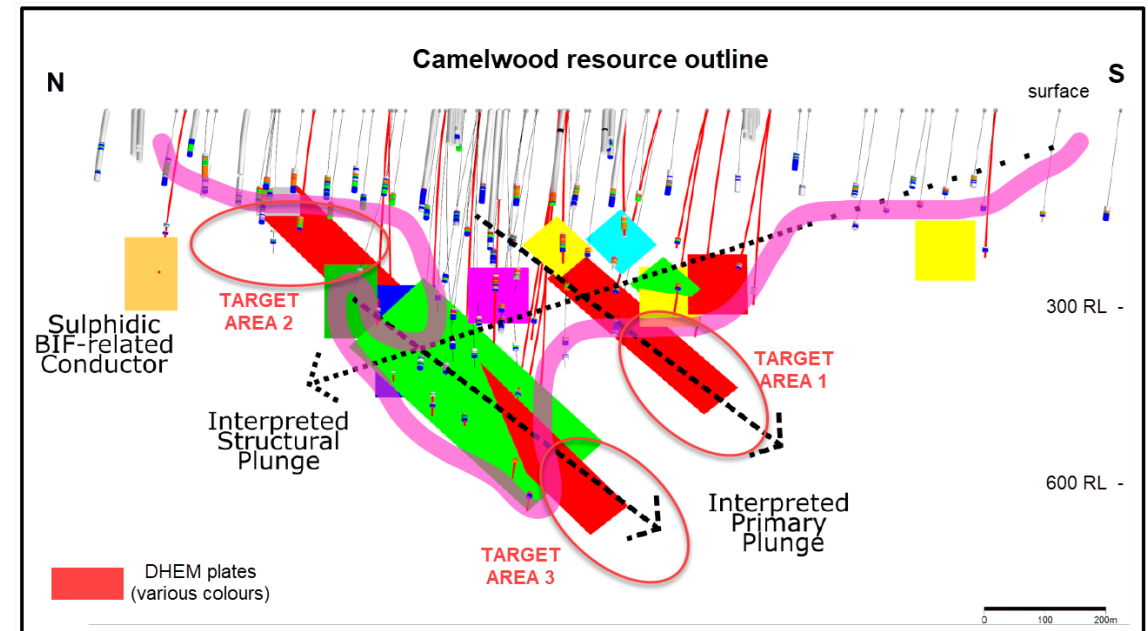 Camelwood resource outline
N
S
surface
TARGET
AREA 2
Sulphidic
BIF-related
Conductor
300 RL -
TARGET
AREA 1
Interpreted
Structural
Plunge
600 RL -
Interpreted
Primary
Plunge
TARGET
AREA 3
DHEM plates
(various colours)
0 100 200m